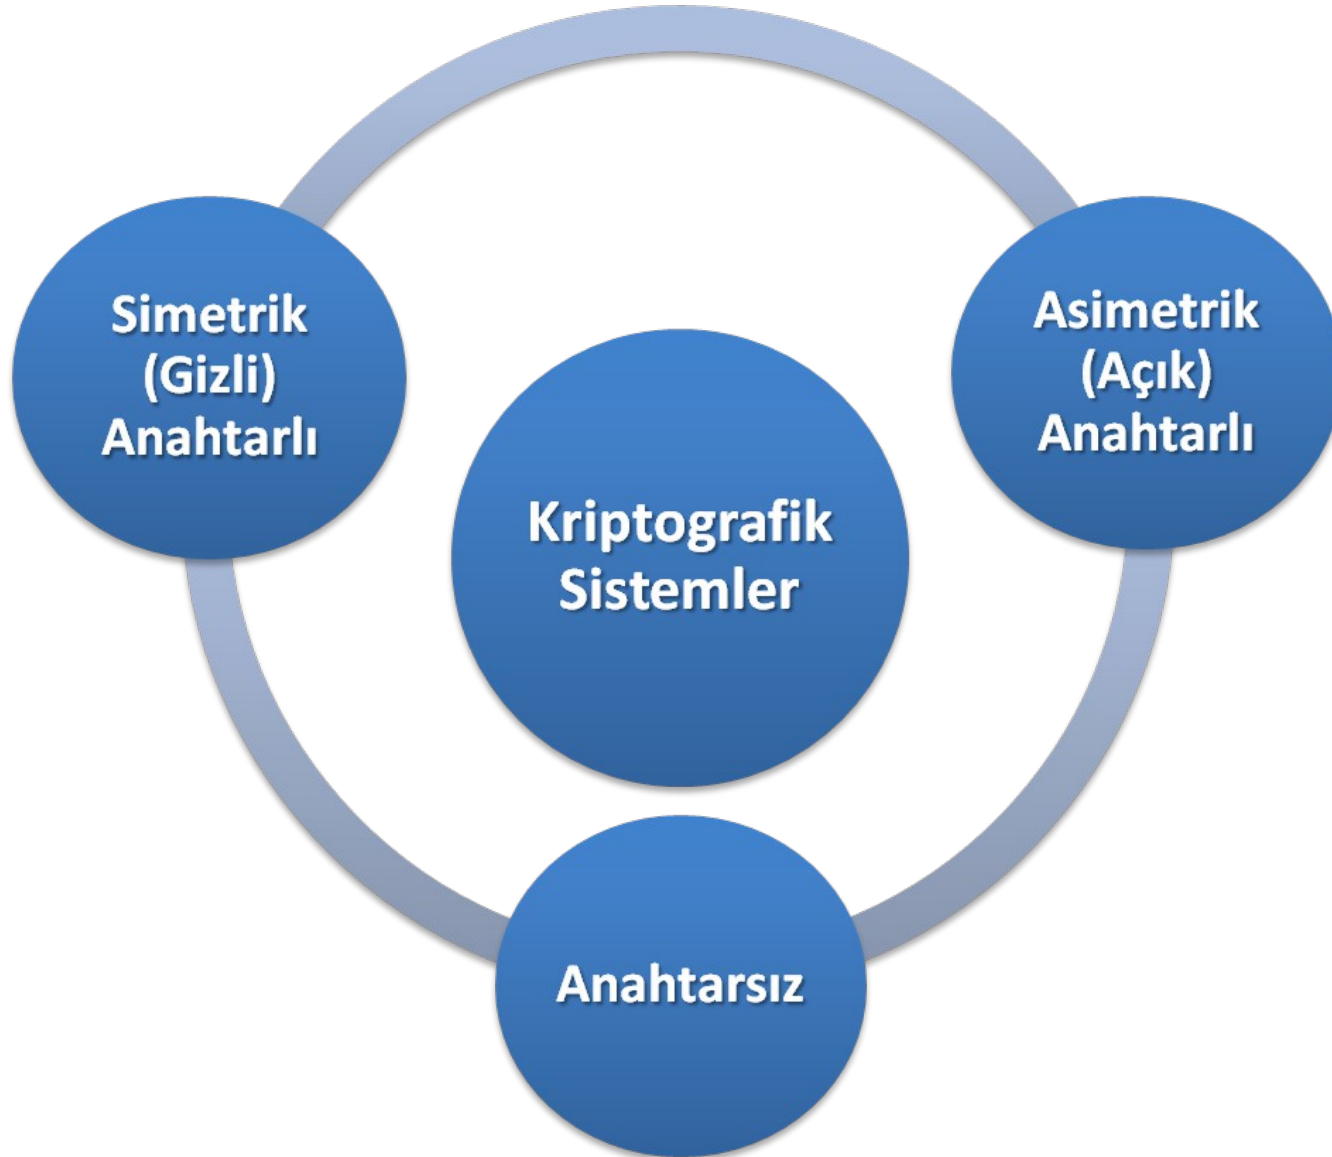 Simetrik
(Gizli)
Anahtarlı
Asimetrik
(Açık)
Anahtarlı
Kriptografik
Sistemler
Anahtarsız